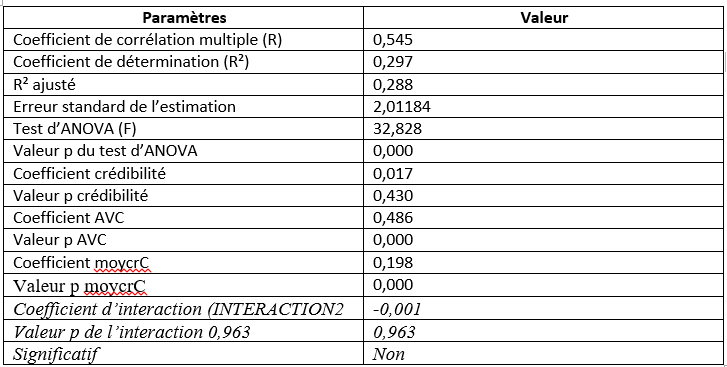 Paramètres Valeur
Coefficient de corrélation multiple (R) 0,545
Coefficient de détermination (R²) 0,297
R² ajusté 0,288
Erreur standard de l’estimation 2,01184
Test d’ANOVA (F) 32,828
Valeur p du test d’ANOVA 0,000
Coefficient crédibilité 0,017
Valeur p crédibilité 0,430
Coefficient AVC 0,486
Valeur p AVC 0,000
Coefficient moycrC 0,198
Valeur p moycrC 0,000
Coefficient d’interaction (INTERACTION2 -0,001
Valeur p de l’interaction 0,963 0,963
Significatif Non